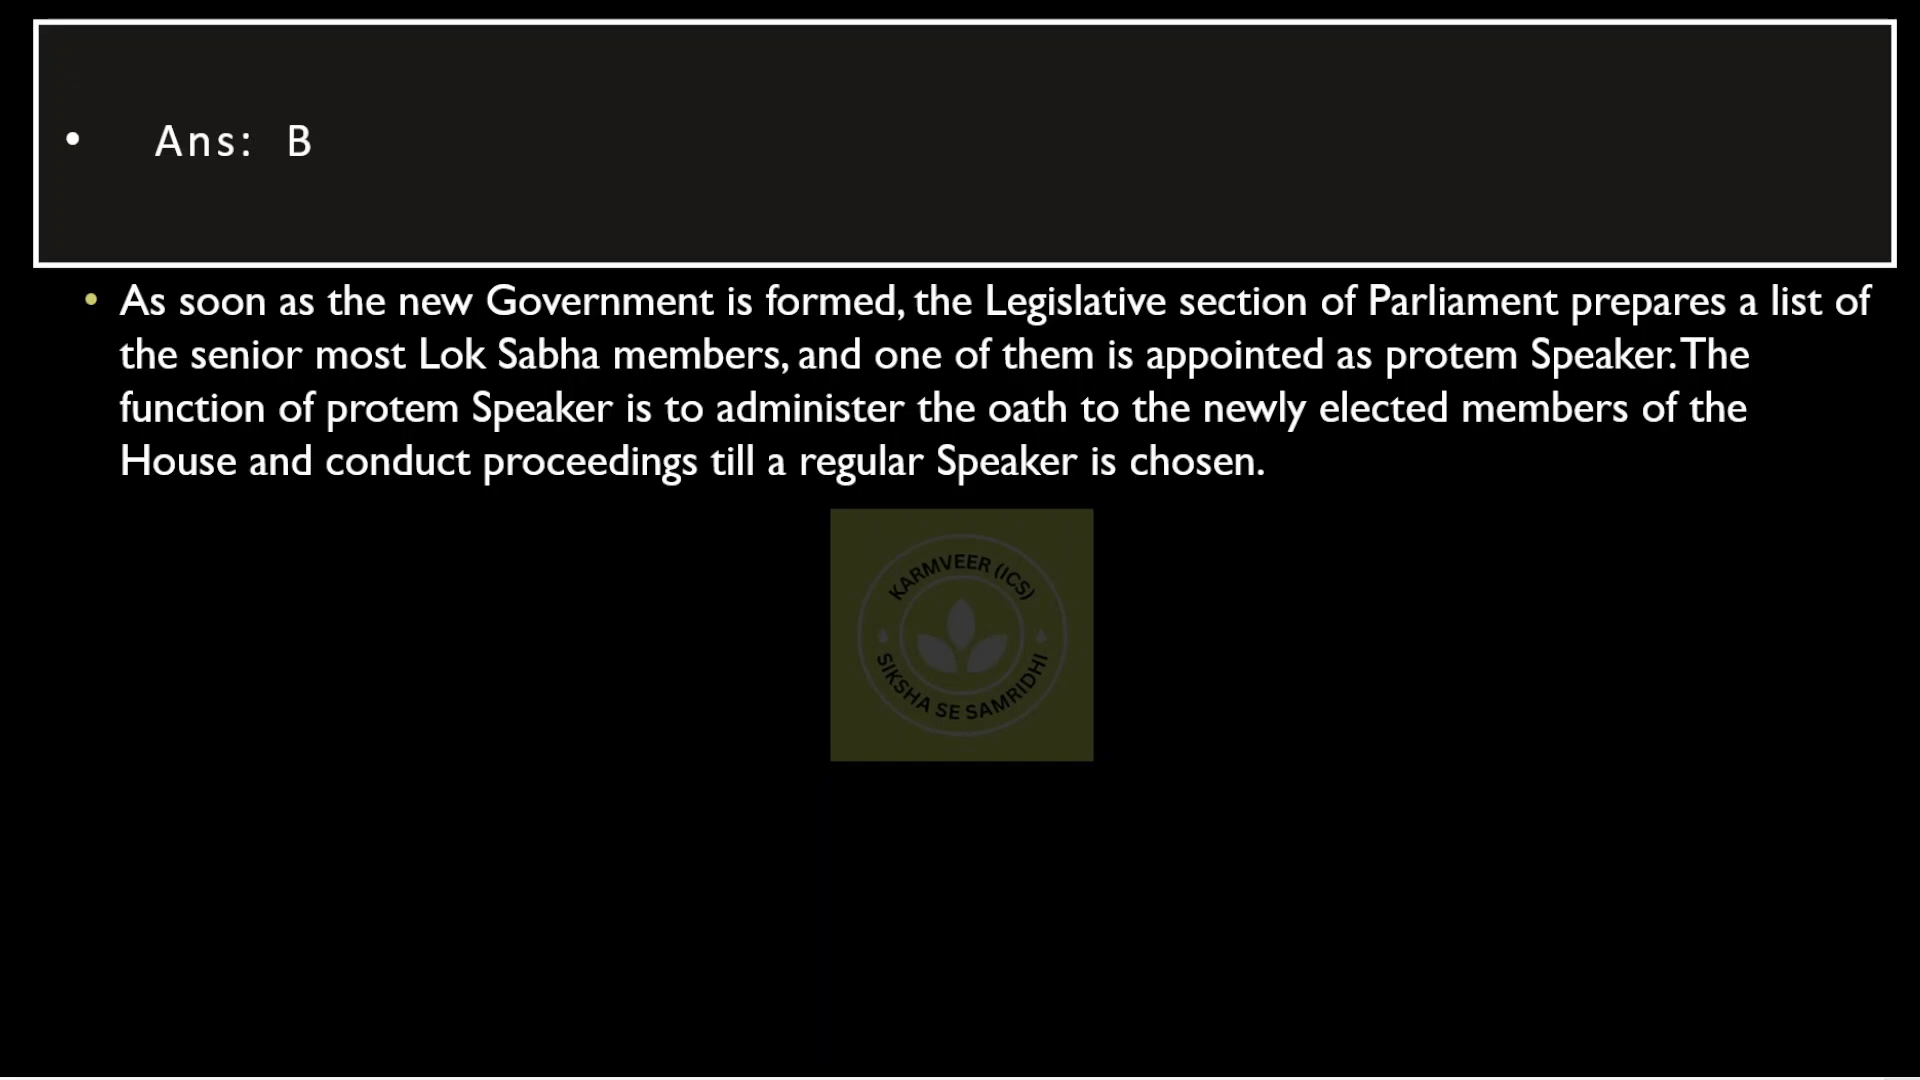 • Ans: B
• As soon as the new Government is formed, the Legislative section of Parliament prepares a list of
the senior most Lok Sabha members, and one of them is appointed as protem Speaker. The
function of protem Speaker is to administer the oath to the newly elected members of the
House and conduct proceedings till a regular Speaker is chosen.
KARMVEER (ICS)
SIKSHA SE SAMRIDHI